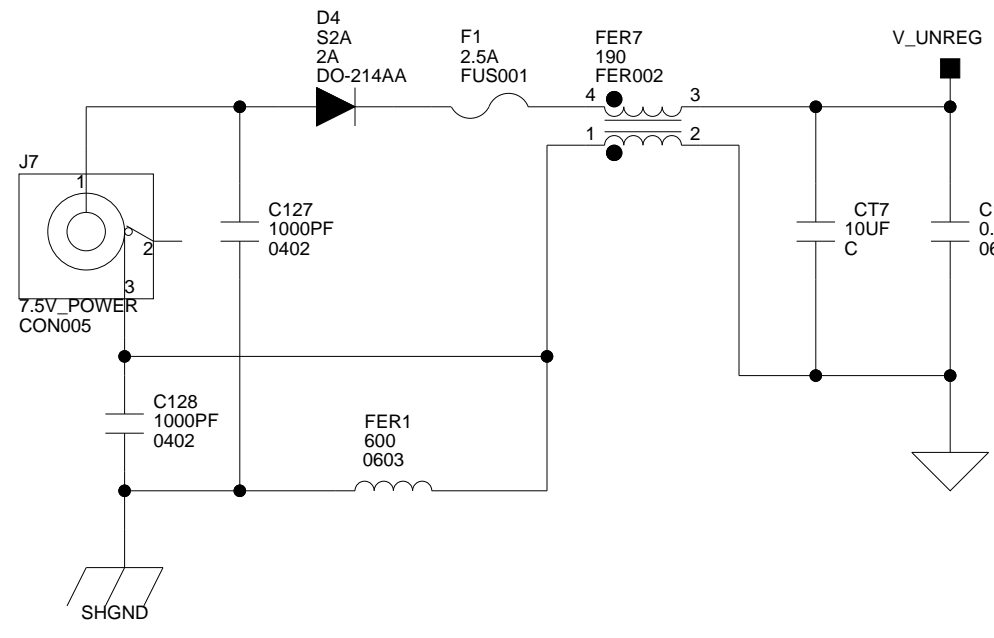 D4
S2A
2A
DO-214AA
F1
2.5A
FUS001
FER7
190
FER002
V_UNREG
4
3
1
2
J7
1
2
3
7.5V_POWER
CON005
C127
1000PF
0402
CT7
10UF
C
C128
1000PF
0402
FER1
600
0603
SHGND